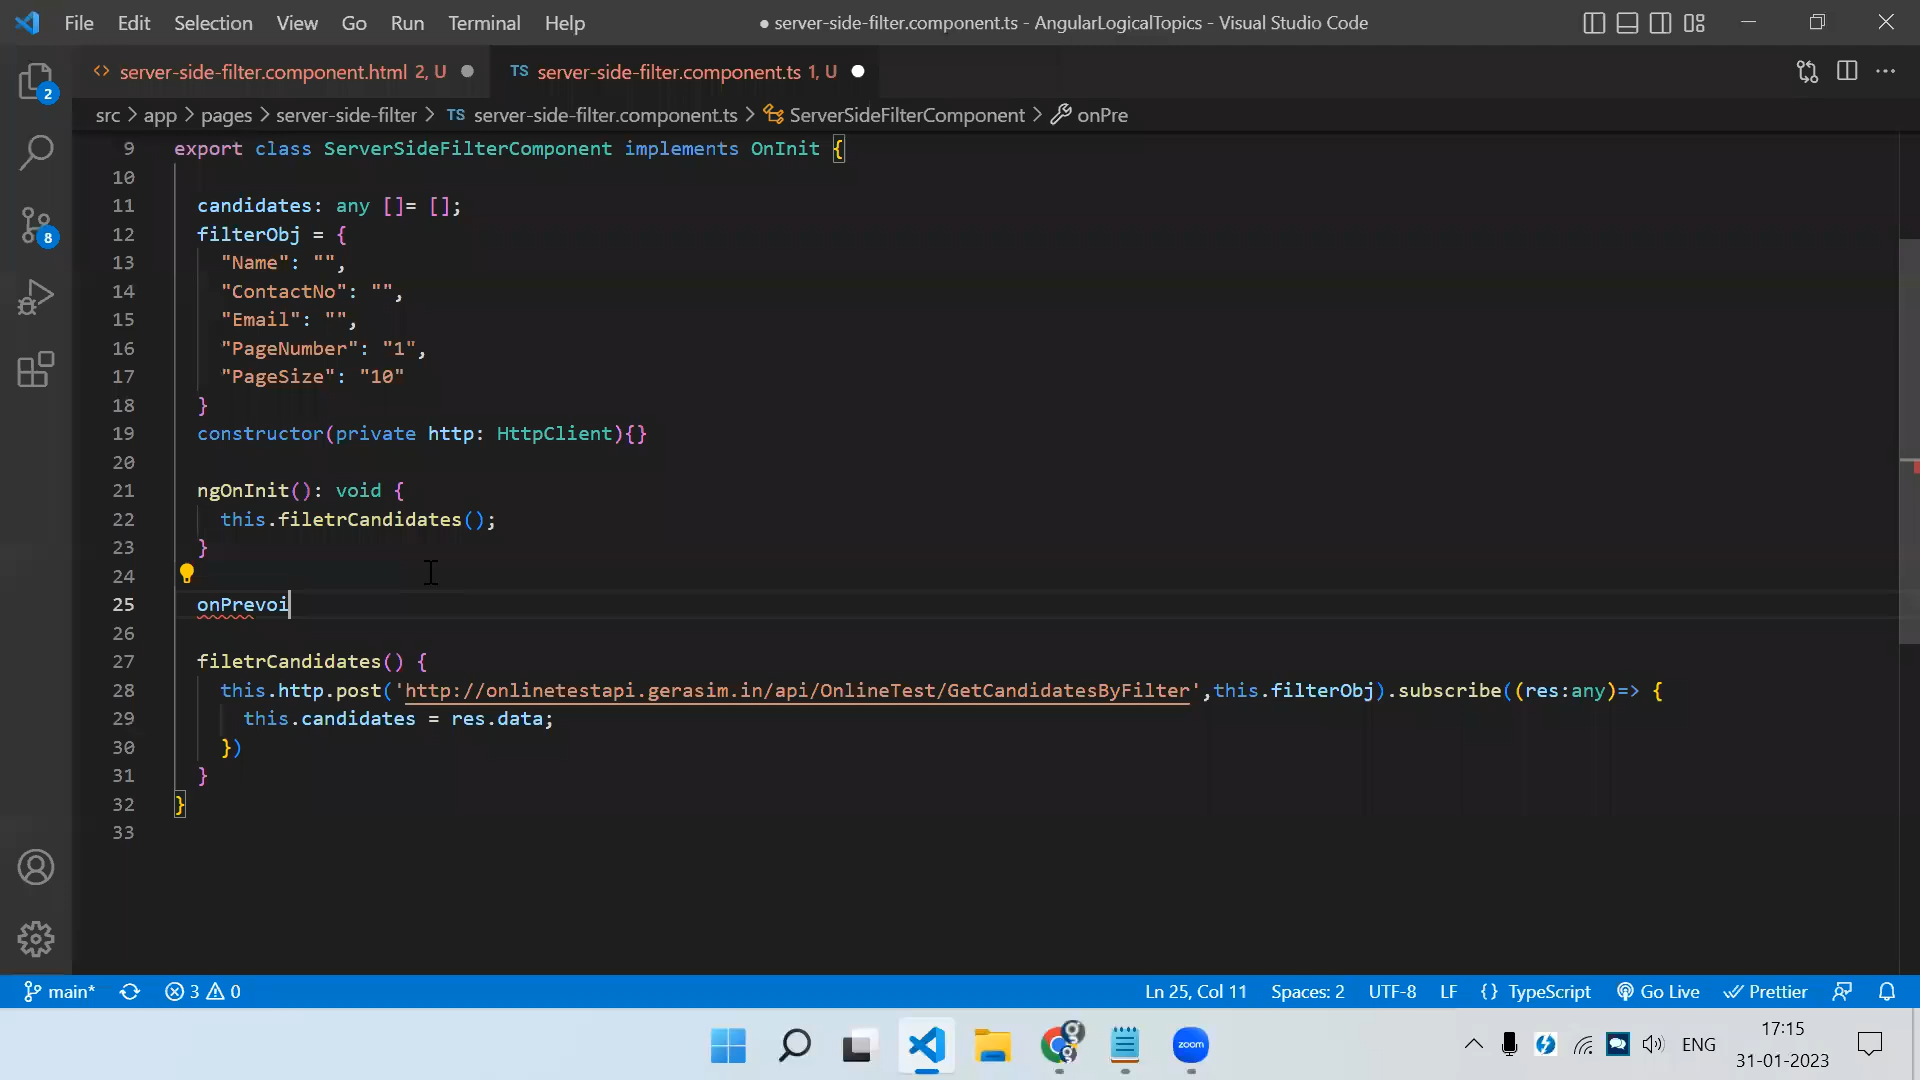 File Edit Selection View Go Run Terminal Help ● server-side-filter.component.ts - AngularLogicalTopics - Visual Studio Code
<> server-side-filter.component.html 2, U ● TS server-side-filter.component.ts 1, U ●
src > app > pages > server-side-filter > TS server-side-filter.component.ts > ServerSideFilterComponent > onPre
2
8
9 export class ServerSideFilterComponent implements OnInit {
10
11 candidates: any []= [];
12 filterObj = {
13 "Name": "",
14 "ContactNo": "",
15 "Email": "",
16 "PageNumber": "1",
17 "PageSize": "10"
18 }
19 constructor(private http: HttpClient){}
20
21 ngOnInit(): void {
22 this.filetrCandidates();
23 }
24
25 onPrevoi
26
27 filetrCandidates() {
28 this.http.post('http://onlinetestapi.gerasim.in/api/OnlineTest/GetCandidatesByFilter',this.filterObj).subscribe((res:any)=> {
29 this.candidates = res.data;
30 })
31 }
32 }
33
main* 3 0 Ln 25, Col 11 Spaces: 2 UTF-8 LF {} TypeScript Go Live Prettier
zoom ENG 17:15
31-01-2023